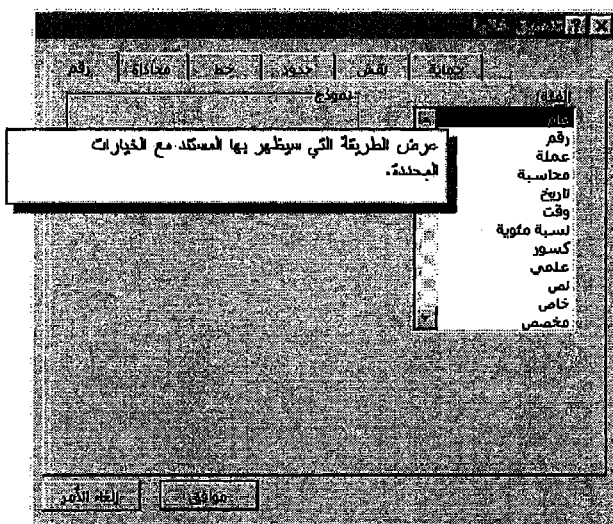 تنسيق خلايا
رقم
محاذاة
خط
حدود
نقش
حماية
نموذج
الفئة:
عام
رقم
عملة
محاسبة
تاريخ
وقت
نسبة مئوية
كسور
علمي
نص
خاص
مخصص
عرض الطريقة التي سيظهر بها المستند مع الخيارات
المحددة.
موافق
إلغاء الأمر